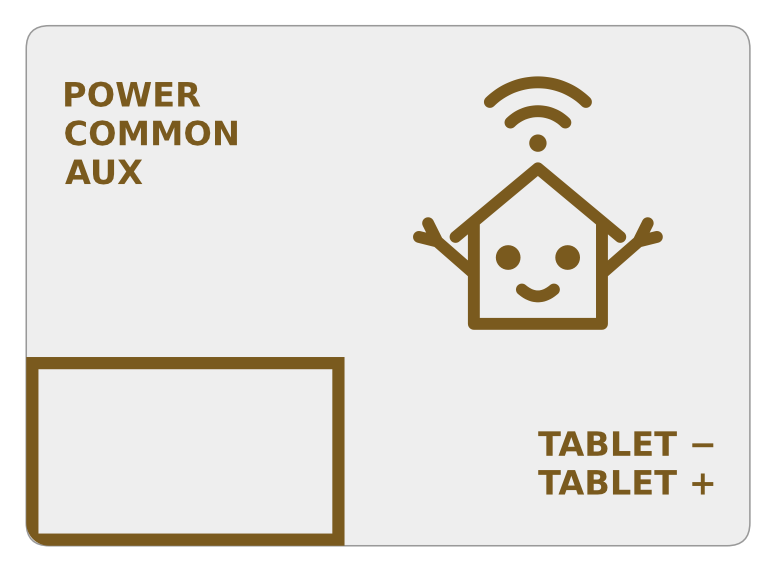 POWER
COMMON
AUX
TABLET −
TABLET +